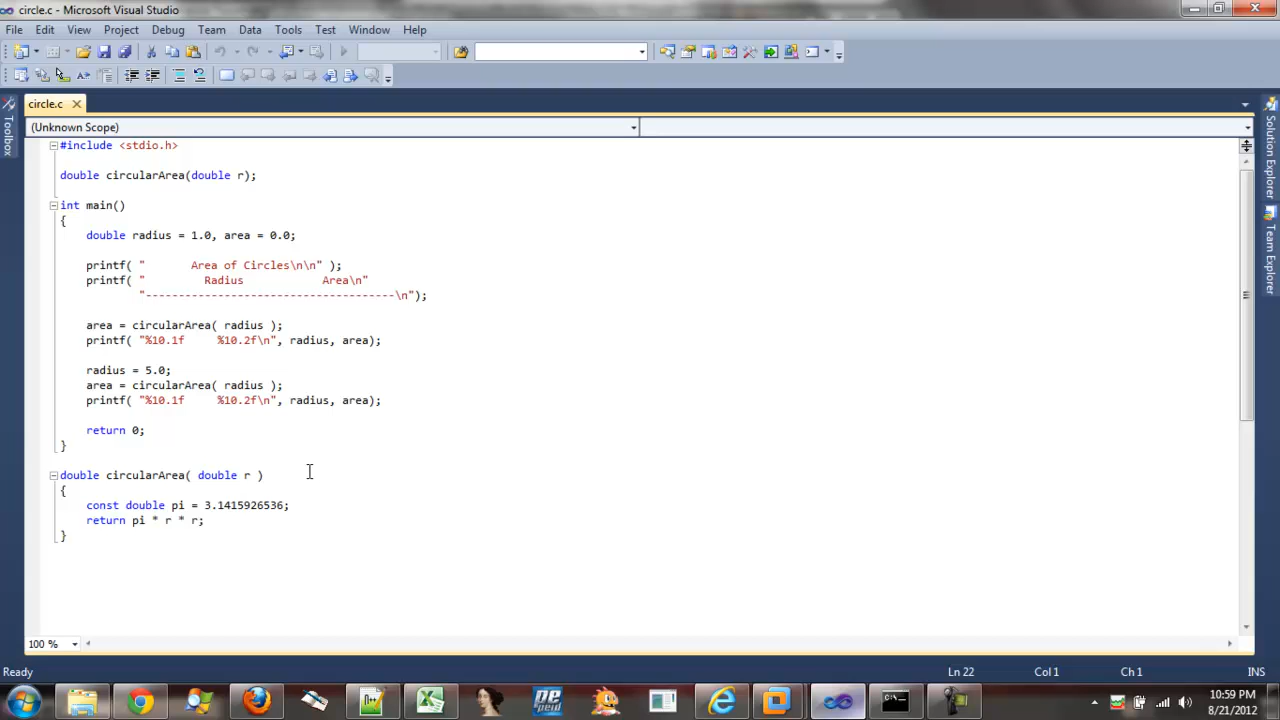 circle.c - Microsoft Visual Studio
File Edit View Project Debug Team Data Tools Test Window Help
circle.c
(Unknown Scope)
Toolbox
Solution Explorer
Team Explorer
#include <stdio.h>
double circularArea(double r);
int main()
{
    double radius = 1.0, area = 0.0;
    printf( "       Area of Circles\n\n" );
    printf( "         Radius            Area\n"
            "--------------------------------------\n");
    area = circularArea( radius );
    printf( "%10.1f     %10.2f\n", radius, area);
    radius = 5.0;
    area = circularArea( radius );
    printf( "%10.1f     %10.2f\n", radius, area);
    return 0;
}
double circularArea( double r )
{
    const double pi = 3.1415926536;
    return pi * r * r;
}
100 %
Ready Ln 22 Col 1 Ch 1 INS
10:59 PM
8/21/2012